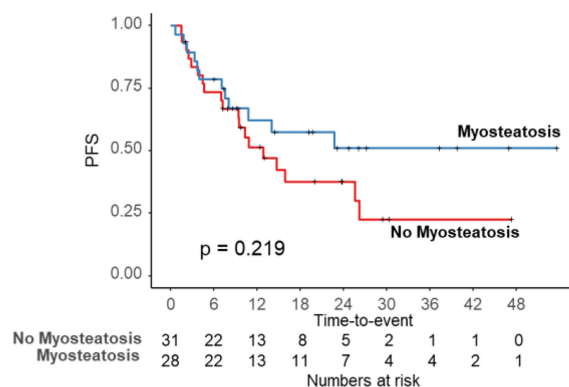 1.00
0.75
0.50
0.25
0.00
PFS
Myosteatosis
No Myosteatosis
p = 0.219
0 6 12 18 24 30 36 42 48
Time-to-event
No Myosteatosis 31 22 13 8 5 2 1 1 0
Myosteatosis 28 22 13 11 7 4 4 2 1
Numbers at risk